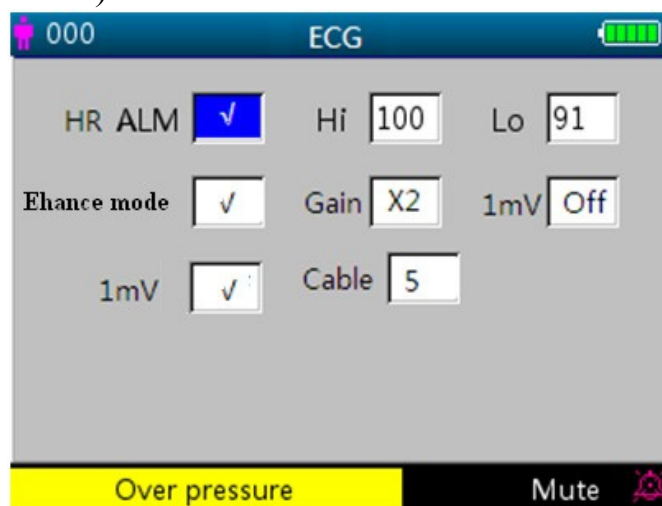 )
000 ECG
HR ALM √ Hi 100 Lo 91
Ehance mode √ Gain X2 1mV Off
1mV √ Cable 5
Over pressure Mute